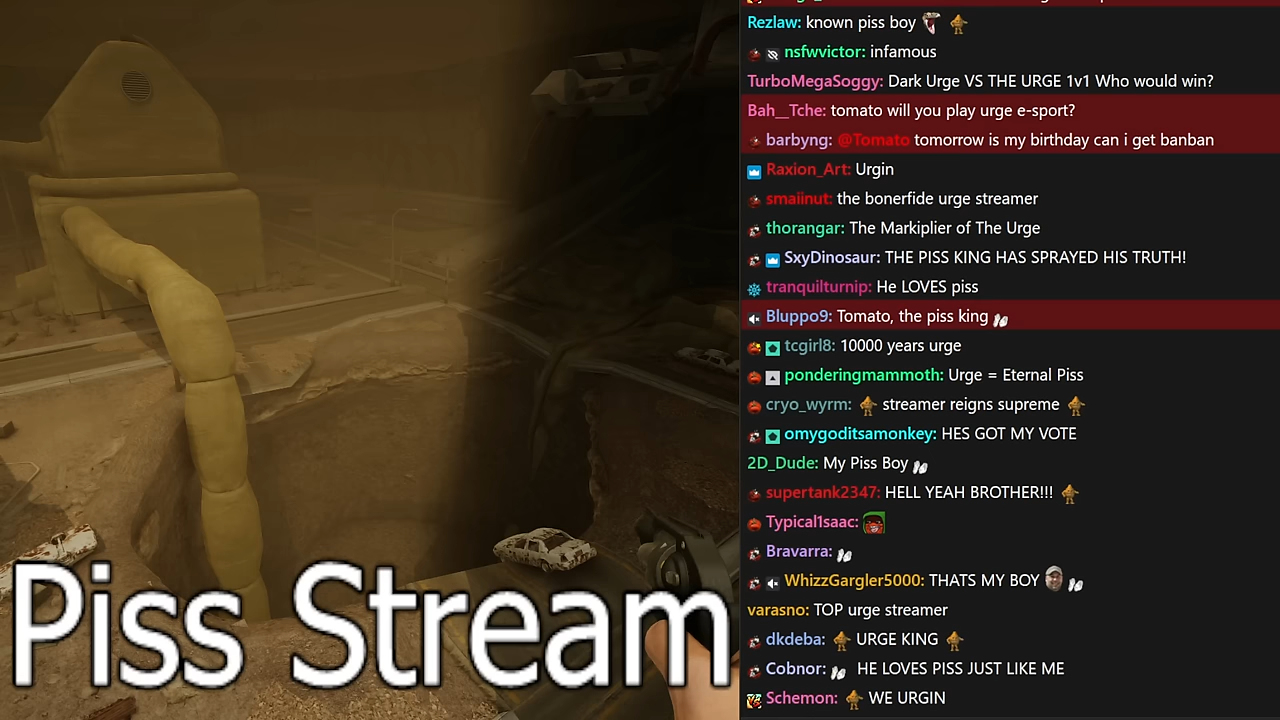 Rezlaw: known piss boy
nsfwvictor: infamous
TurboMegaSoggy: Dark Urge VS THE URGE 1v1 Who would win?
Bah__Tche: tomato will you play urge e-sport?
barbyng: @Tomato tomorrow is my birthday can i get banban
Raxion_Art: Urgin
smaiinut: the bonerfide urge streamer
thorangar: The Markiplier of The Urge
SxyDinosaur: THE PISS KING HAS SPRAYED HIS TRUTH!
tranquilturnip: He LOVES piss
Bluppo9: Tomato, the piss king
tcgirl8: 10000 years urge
ponderingmammoth: Urge = Eternal Piss
cryo_wyrm: streamer reigns supreme
omygoditsamonkey: HES GOT MY VOTE
2D_Dude: My Piss Boy
supertank2347: HELL YEAH BROTHER!!!
Typical1saac:
Bravarra:
WhizzGargler5000: THATS MY BOY
varasno: TOP urge streamer
dkdeba: URGE KING
Cobnor: HE LOVES PISS JUST LIKE ME
Schemon: WE URGIN
Piss Stream